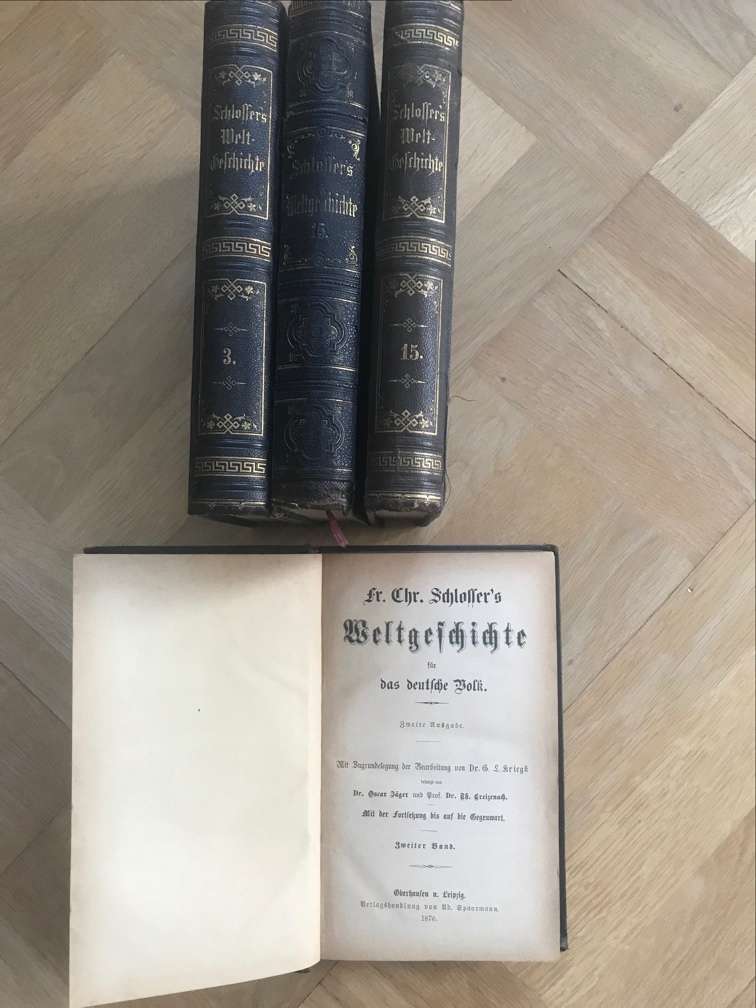 Schlosser's
Welt-
Geschichte
3.
Schlossers
Weltgeschichte
15.
Schlosser's
Welt-
Geschichte
15.
Fr. Chr. Schlosser's
Weltgeschichte
für
das deutsche Volk.
Zweite Ausgabe.
Mit Zugrundelegung der Bearbeitung von Dr. G. L. Kriegk
besorgt von
Dr. Oscar Jäger und Prof. Dr. Th. Creizenach.
Mit der Fortsetzung bis auf die Gegenwart.
Zweiter Band.
Oberhausen u. Leipzig.
Verlagshandlung von Ad. Spaarmann.
1876.